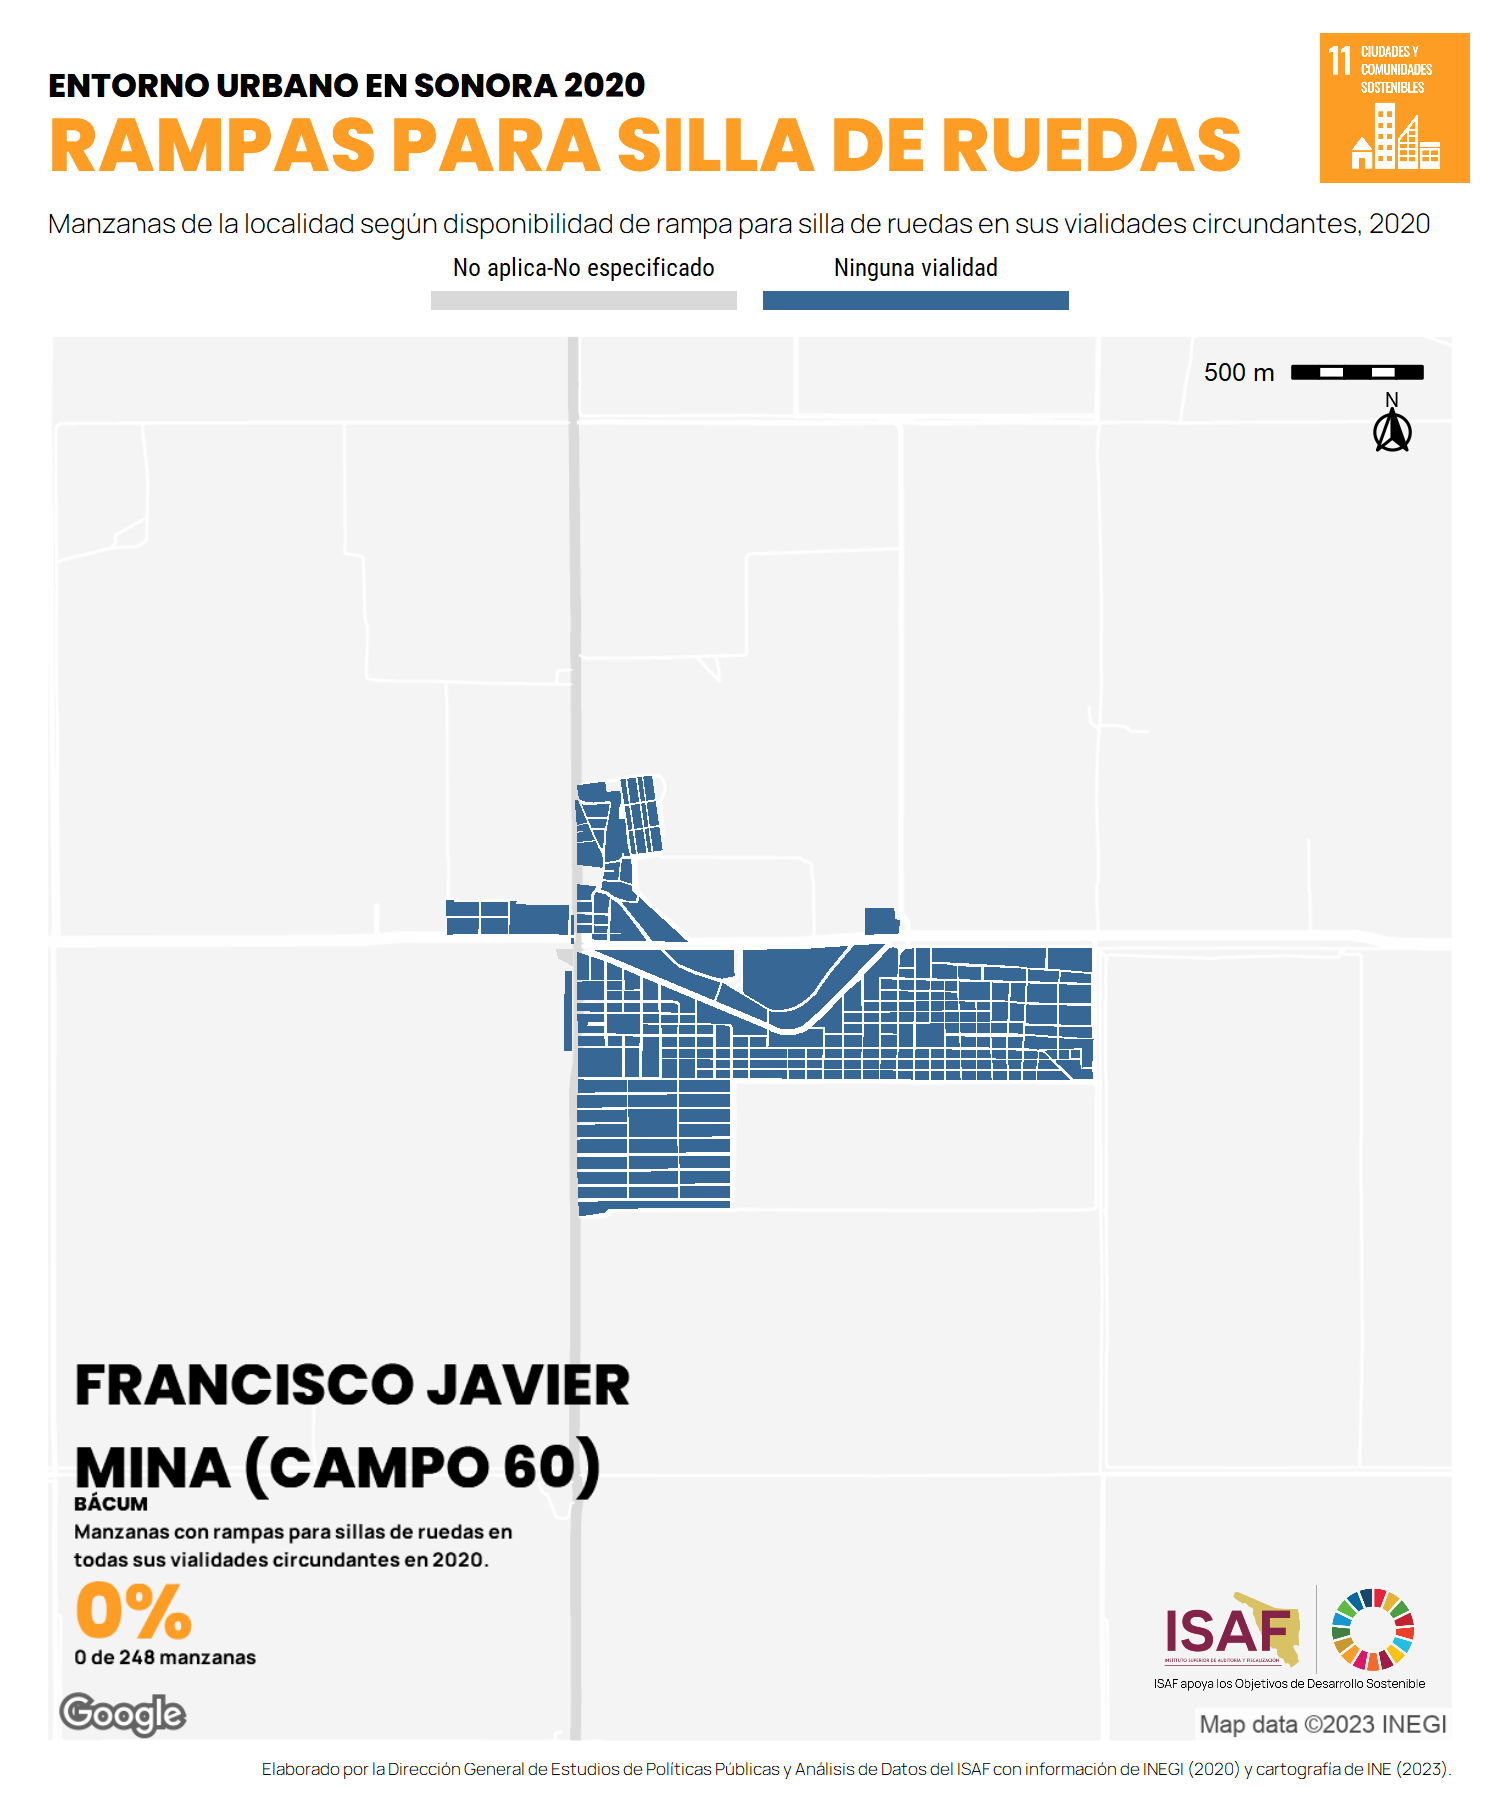 ENTORNO URBANO EN SONORA 2020
RAMPAS PARA SILLA DE RUEDAS
11 CIUDADES Y
COMUNIDADES
SOSTENIBLES
Manzanas de la localidad según disponibilidad de rampa para silla de ruedas en sus vialidades circundantes, 2020
No aplica-No especificado
Ninguna vialidad
500 m
N
FRANCISCO JAVIER
MINA (CAMPO 60)
BÁCUM
Manzanas con rampas para sillas de ruedas en
todas sus vialidades circundantes en 2020.
0%
0 de 248 manzanas
Google
ISAF
INSTITUTO SUPERIOR DE AUDITORÍA Y FISCALIZACIÓN
ISAF apoya los Objetivos de Desarrollo Sostenible
Map data ©2023 INEGI
Elaborado por la Dirección General de Estudios de Políticas Públicas y Análisis de Datos del ISAF con información de INEGI (2020) y cartografía de INE (2023).